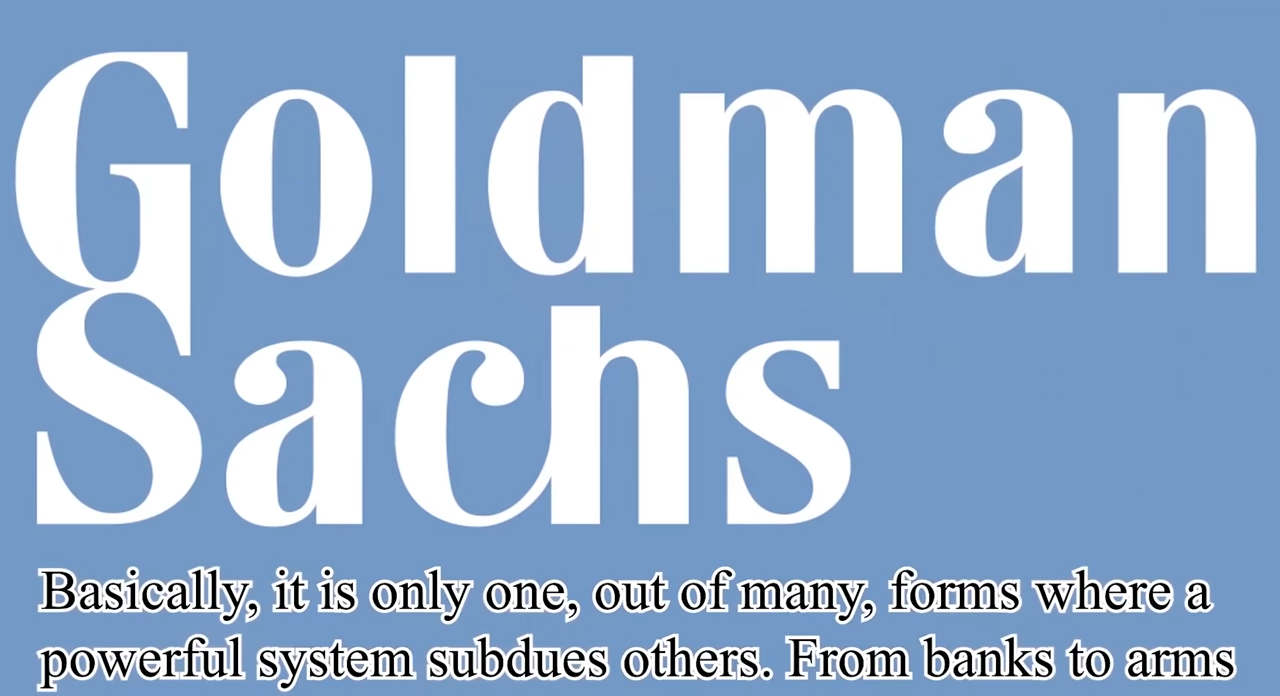 Goldman
Sachs
Basically, it is only one, out of many, forms where a
powerful system subdues others. From banks to arms